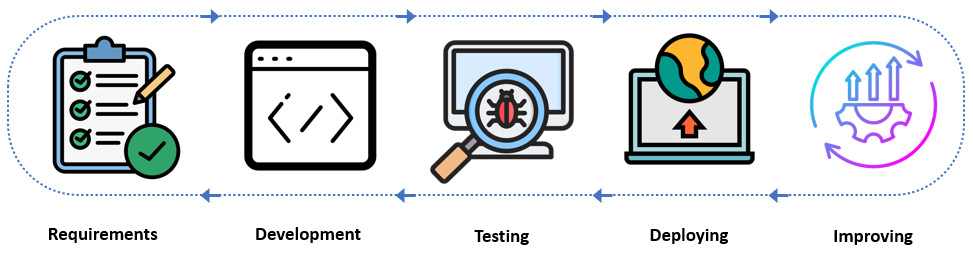 Requirements
Development
Testing
Deploying
Improving